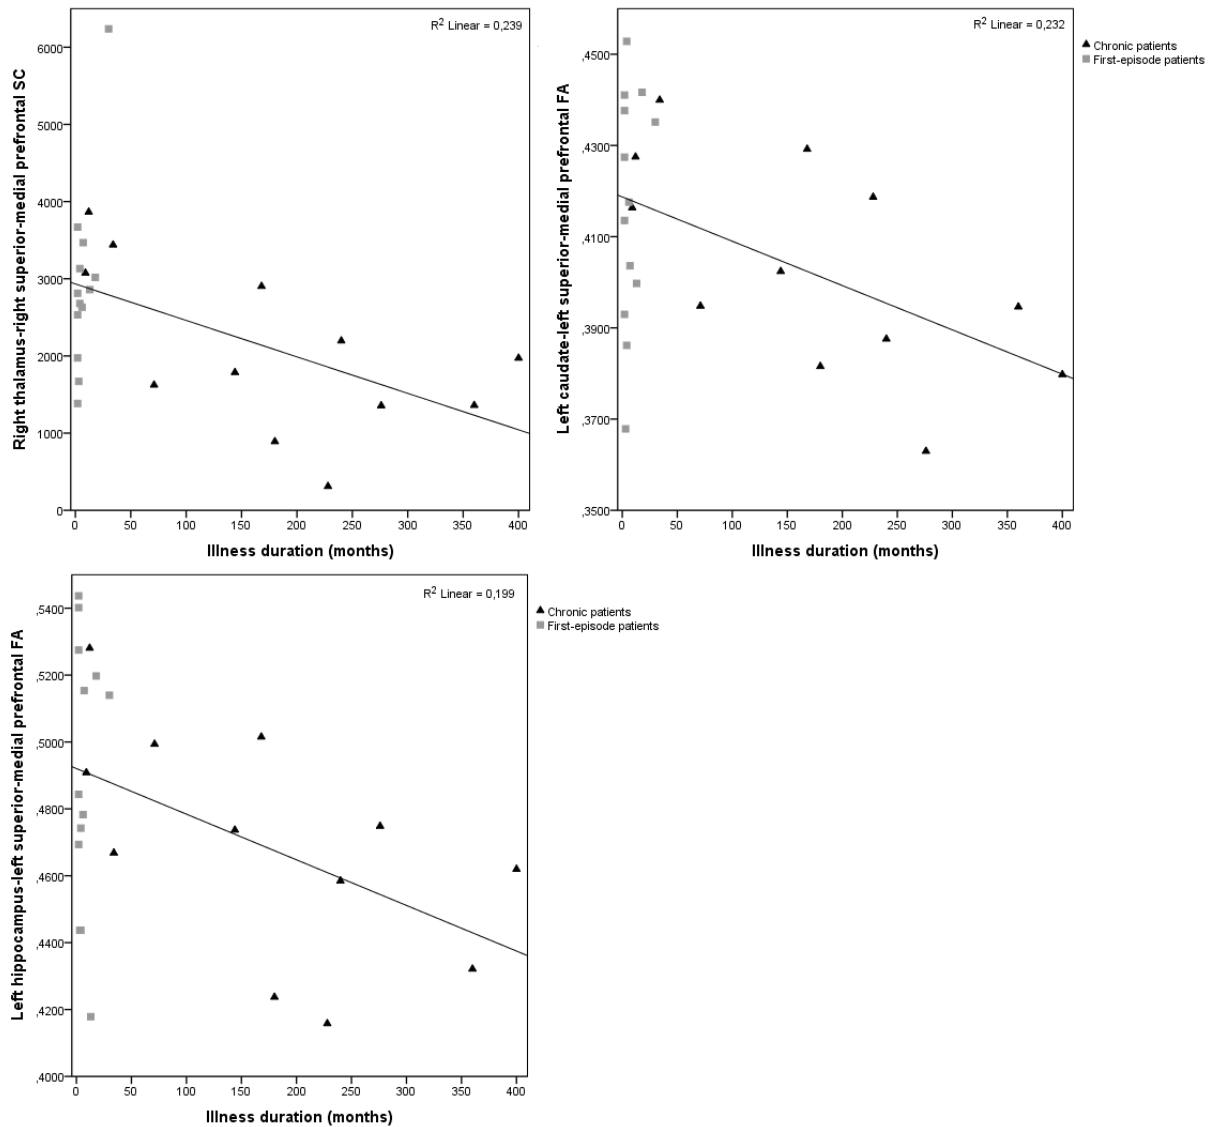 R2 Linear = 0,239
Right thalamus-right superior-medial prefrontal SC
6000
5000
4000
3000
2000
1000
0
0 50 100 150 200 250 300 350 400
Illness duration (months)
R2 Linear = 0,232
Chronic patients
First-episode patients
Left caudate-left superior-medial prefrontal FA
,4500
,4300
,4100
,3900
,3700
,3500
0 50 100 150 200 250 300 350 400
Illness duration (months)
R2 Linear = 0,199
Chronic patients
First-episode patients
Left hippocampus-left superior-medial prefrontal FA
,5400
,5200
,5000
,4800
,4600
,4400
,4200
,4000
0 50 100 150 200 250 300 350 400
Illness duration (months)